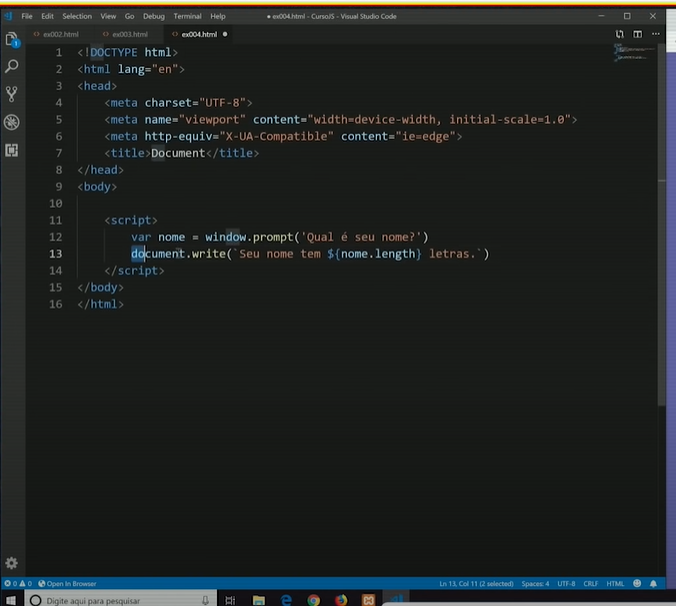 File Edit Selection View Go Debug Terminal Help
● ex004.html - CursoJS - Visual Studio Code
<> ex002.html <> ex003.html <> ex004.html ●
1 <!DOCTYPE html>
2 <html lang="en">
3 <head>
4 <meta charset="UTF-8">
5 <meta name="viewport" content="width=device-width, initial-scale=1.0">
6 <meta http-equiv="X-UA-Compatible" content="ie=edge">
7 <title>Document</title>
8 </head>
9 <body>
10
11 <script>
12 var nome = window.prompt('Qual é seu nome?')
13 document.write(`Seu nome tem ${nome.length} letras.`)
14 </script>
15 </body>
16 </html>
0 0 Open In Browser Ln 13, Col 11 (2 selected) Spaces: 4 UTF-8 CRLF HTML
Digite aqui para pesquisar